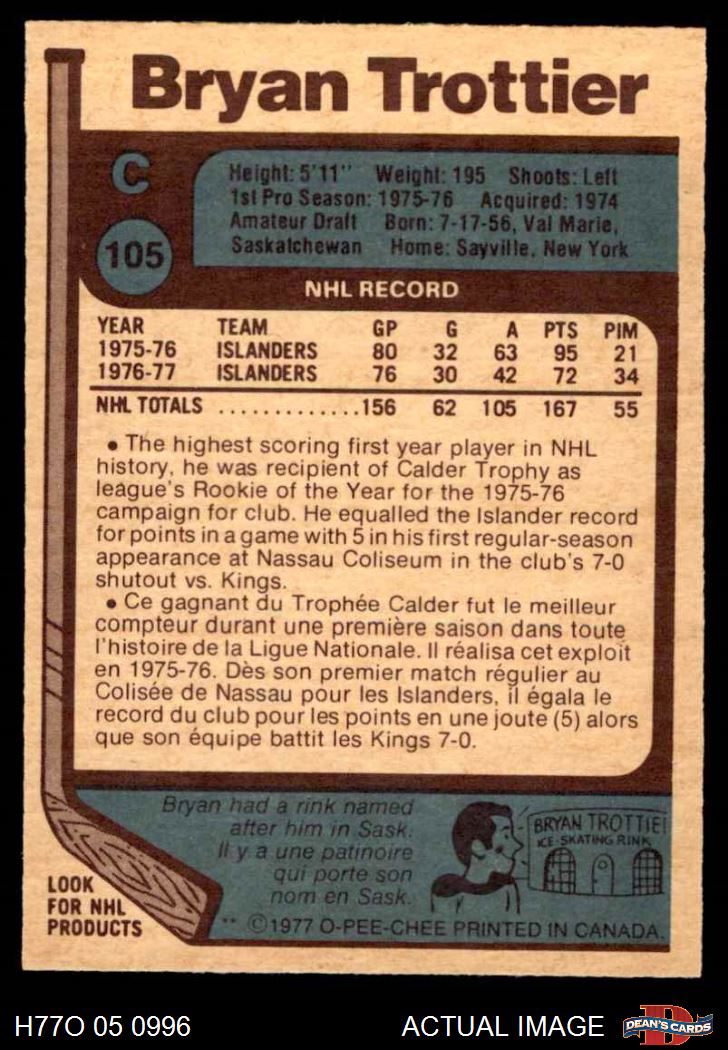 Bryan Trottier
C
105
Height: 5'11'' Weight: 195 Shoots: Left
1st Pro Season: 1975-76 Acquired: 1974
Amateur Draft Born: 7-17-56, Val Marie,
Saskatchewan Home: Sayville, New York
NHL RECORD
YEAR TEAM GP G A PTS PIM
1975-76 ISLANDERS 80 32 63 95 21
1976-77 ISLANDERS 76 30 42 72 34
NHL TOTALS .............156 62 105 167 55
• The highest scoring first year player in NHL
history, he was recipient of Calder Trophy as
league's Rookie of the Year for the 1975-76
campaign for club. He equalled the Islander record
for points in a game with 5 in his first regular-season
appearance at Nassau Coliseum in the club's 7-0
shutout vs. Kings.
• Ce gagnant du Trophée Calder fut le meilleur
compteur durant une première saison dans toute
l'histoire de la Ligue Nationale. Il réalisa cet exploit
en 1975-76. Dès son premier match régulier au
Colisée de Nassau pour les Islanders, il égala le
record du club pour les points en une joute (5) alors
que son équipe battit les Kings 7-0.
Bryan had a rink named
after him in Sask.
Il y a une patinoire
qui porte son
nom en Sask.
BRYAN TROTTIE
ICE-SKATING RINK
LOOK
FOR NHL
PRODUCTS
** ©1977 O-PEE-CHEE PRINTED IN CANADA.
H77O 05 0996 ACTUAL IMAGE
D
DEAN'S CARDS